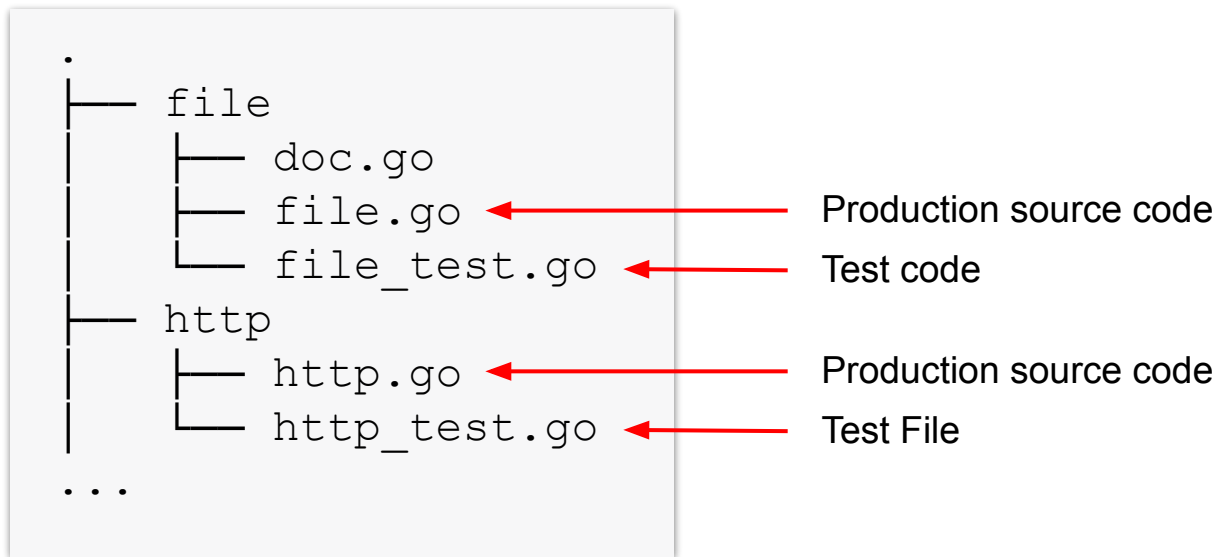 .
├── file
│   ├── doc.go
│   ├── file.go Production source code
│   └── file_test.go Test code
├── http
│   ├── http.go Production source code
│   └── http_test.go Test File
...